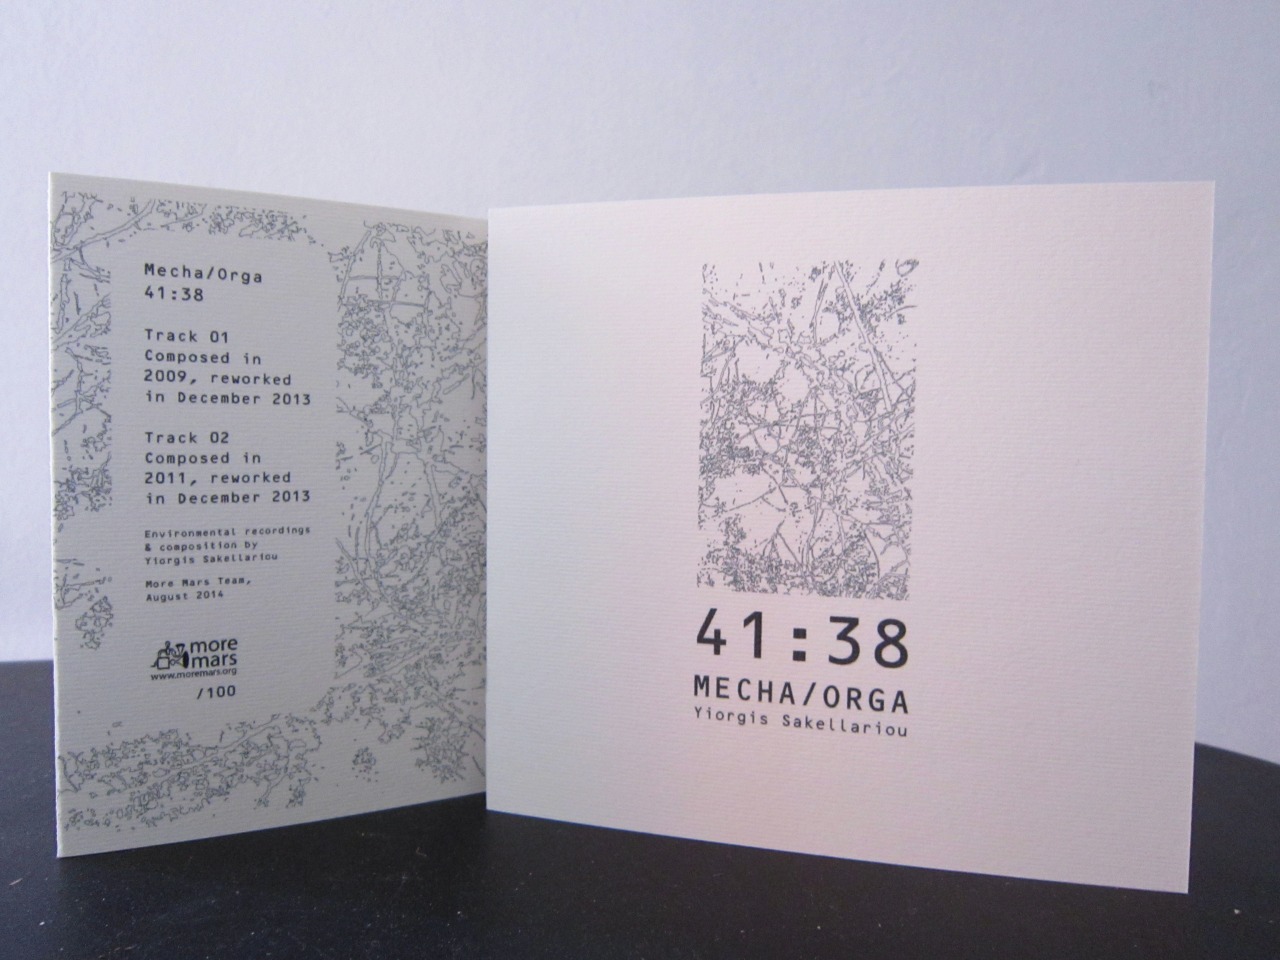 Mecha/Orga
41:38
Track 01
Composed in
2009, reworked
in December 2013
Track 02
Composed in
2011, reworked
in December 2013
Environmental recordings
& composition by
Yiorgis Sakellariou
More Mars Team,
August 2014
more
mars
www.moremars.org
/100
41:38
MECHA/ORGA
Yiorgis Sakellariou